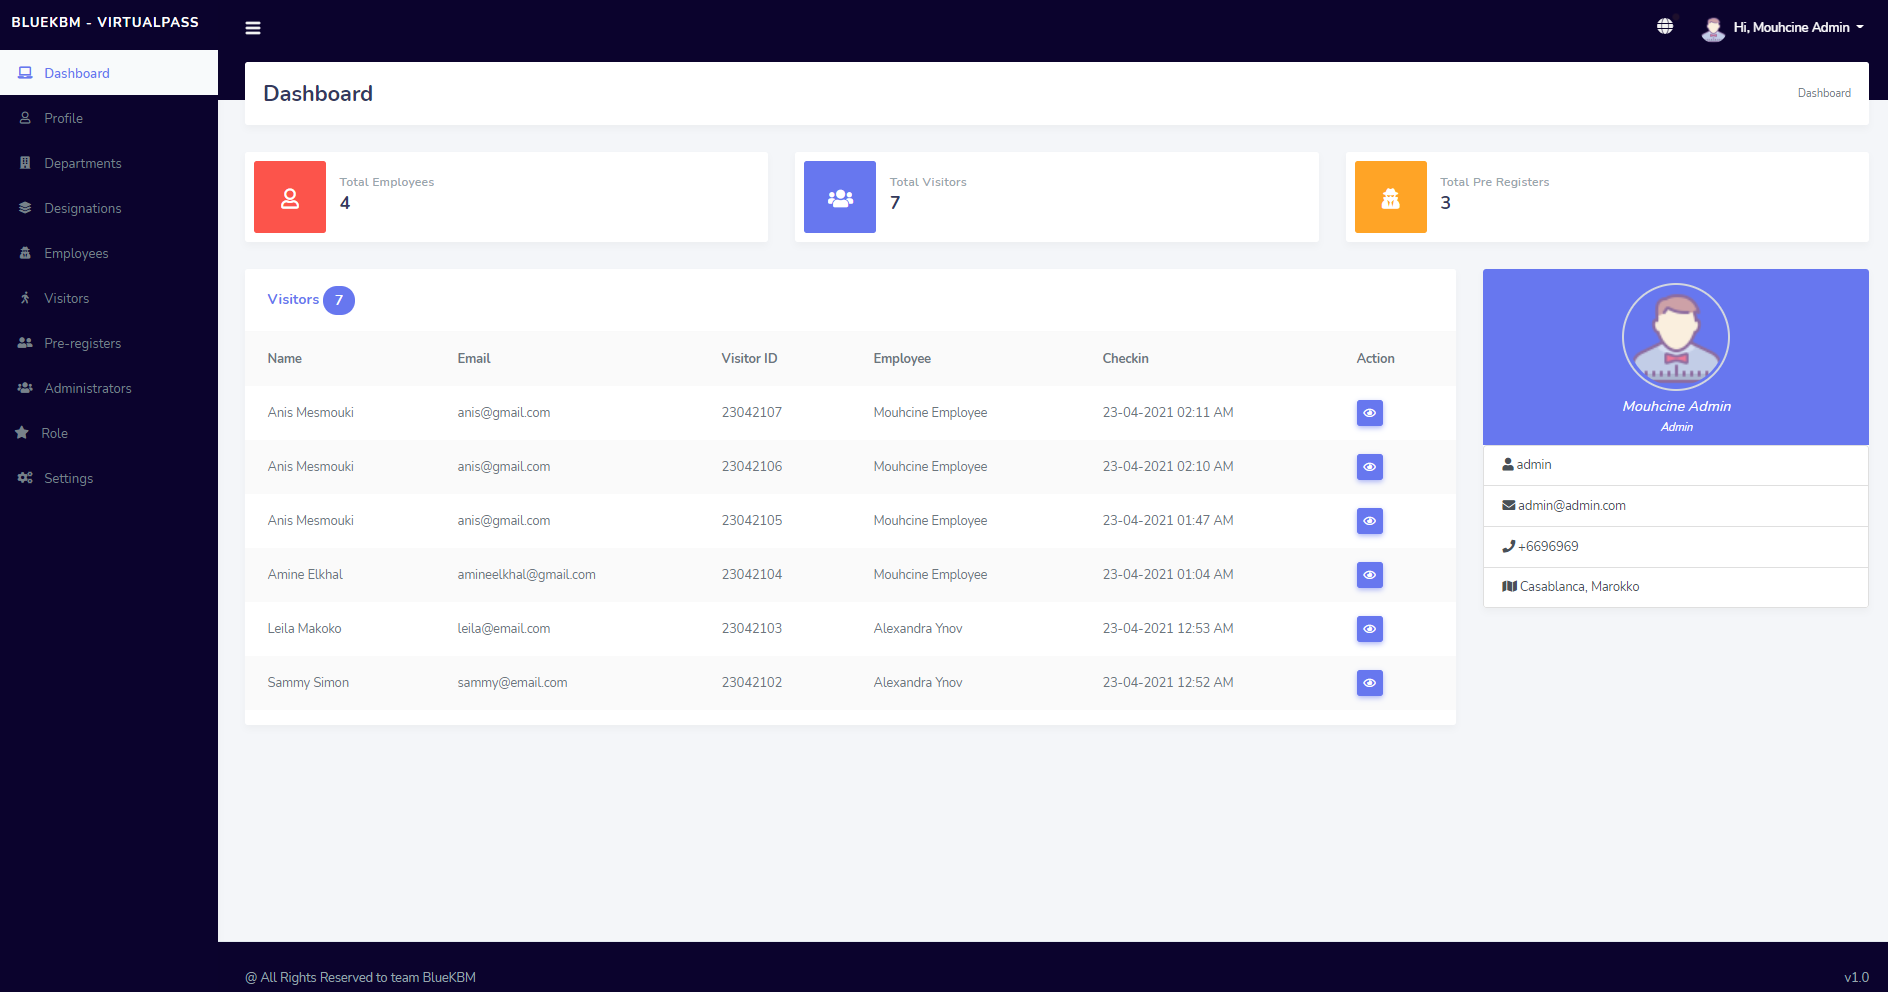 BLUEKBM - VIRTUALPASS
Hi, Mouhcine Admin
Dashboard
Profile
Departments
Designations
Employees
Visitors
Pre-registers
Administrators
Role
Settings
Dashboard
Dashboard
Total Employees
4
Total Visitors
7
Total Pre Registers
3
Visitors 7
Name Email Visitor ID Employee Checkin Action
Anis Mesmouki anis@gmail.com 23042107 Mouhcine Employee 23-04-2021 02:11 AM
Anis Mesmouki anis@gmail.com 23042106 Mouhcine Employee 23-04-2021 02:10 AM
Anis Mesmouki anis@gmail.com 23042105 Mouhcine Employee 23-04-2021 01:47 AM
Amine Elkhal amineelkhal@gmail.com 23042104 Mouhcine Employee 23-04-2021 01:04 AM
Leila Makoko leila@email.com 23042103 Alexandra Ynov 23-04-2021 12:53 AM
Sammy Simon sammy@email.com 23042102 Alexandra Ynov 23-04-2021 12:52 AM
Mouhcine Admin
Admin
admin
admin@admin.com
+6696969
Casablanca, Marokko
@ All Rights Reserved to team BlueKBM
v1.0